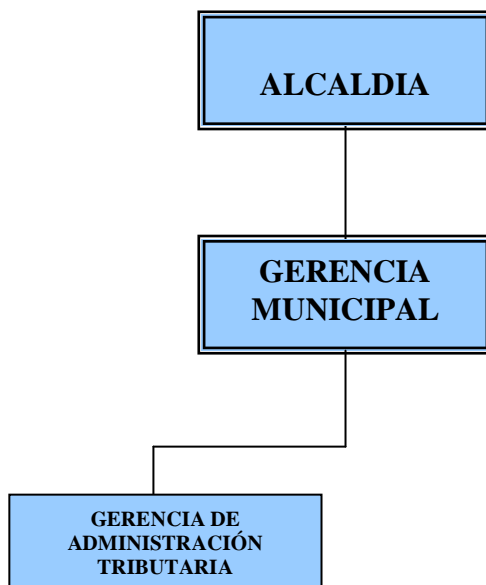 ALCALDIA
GERENCIA
MUNICIPAL
GERENCIA DE
ADMINISTRACIÓN
TRIBUTARIA